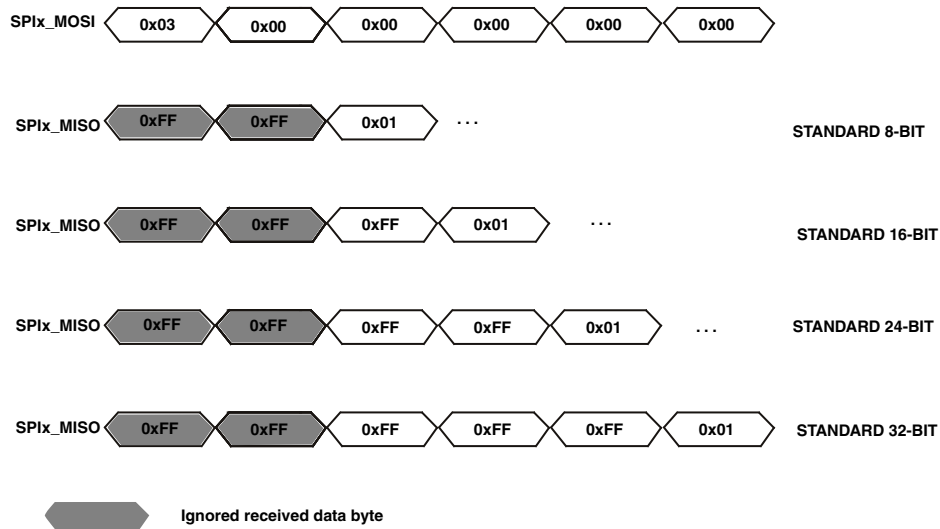 SPIx_MOSI 0x03 0x00 0x00 0x00 0x00 0x00
SPIx_MISO 0xFF 0xFF 0x01 ... STANDARD 8-BIT
SPIx_MISO 0xFF 0xFF 0xFF 0x01 ... STANDARD 16-BIT
SPIx_MISO 0xFF 0xFF 0xFF 0xFF 0x01 ... STANDARD 24-BIT
SPIx_MISO 0xFF 0xFF 0xFF 0xFF 0xFF 0x01 STANDARD 32-BIT
Ignored received data byte